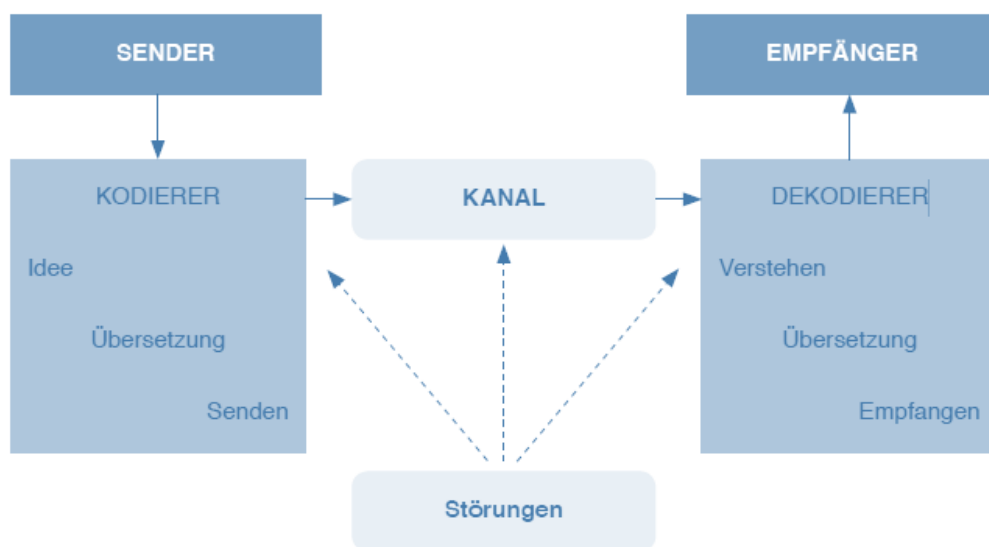 SENDER
EMPFÄNGER
KODIERER
KANAL
DEKODIERER
Idee
Verstehen
Übersetzung
Übersetzung
Senden
Empfangen
Störungen